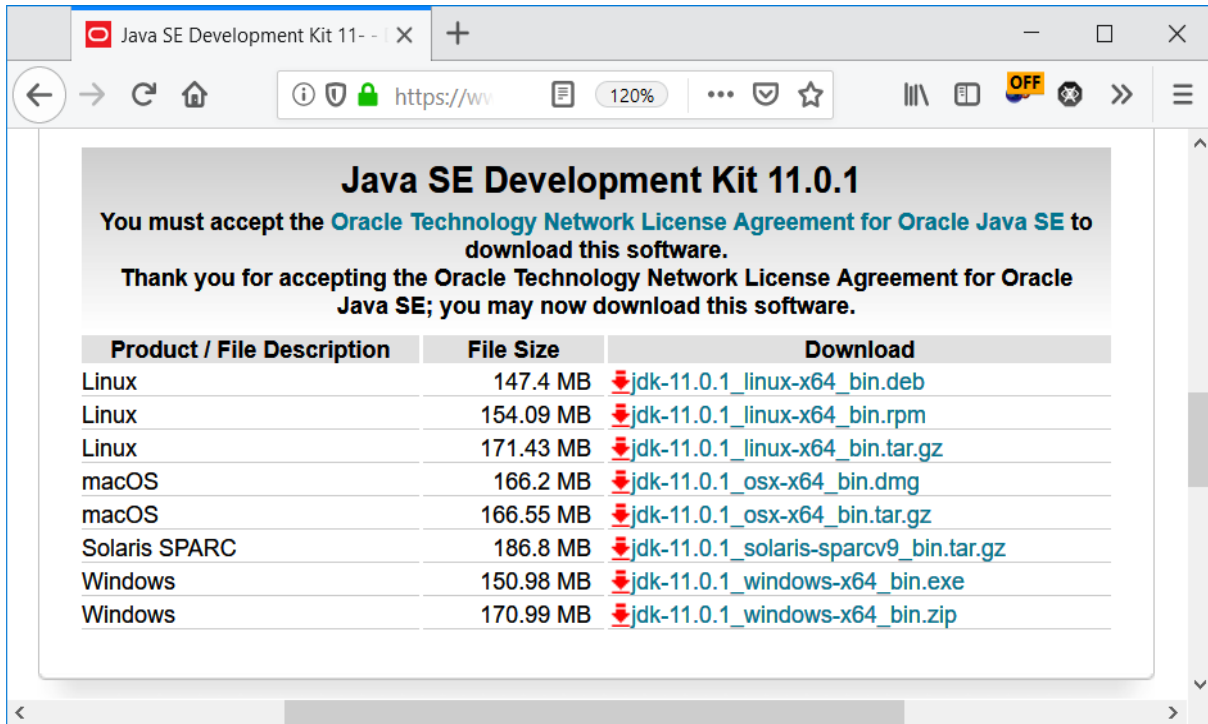 Java SE Development Kit 11- -
https://ww
120%
OFF
Java SE Development Kit 11.0.1
You must accept the Oracle Technology Network License Agreement for Oracle Java SE to
download this software.
Thank you for accepting the Oracle Technology Network License Agreement for Oracle
Java SE; you may now download this software.
Product / File Description File Size Download
Linux 147.4 MB jdk-11.0.1_linux-x64_bin.deb
Linux 154.09 MB jdk-11.0.1_linux-x64_bin.rpm
Linux 171.43 MB jdk-11.0.1_linux-x64_bin.tar.gz
macOS 166.2 MB jdk-11.0.1_osx-x64_bin.dmg
macOS 166.55 MB jdk-11.0.1_osx-x64_bin.tar.gz
Solaris SPARC 186.8 MB jdk-11.0.1_solaris-sparcv9_bin.tar.gz
Windows 150.98 MB jdk-11.0.1_windows-x64_bin.exe
Windows 170.99 MB jdk-11.0.1_windows-x64_bin.zip